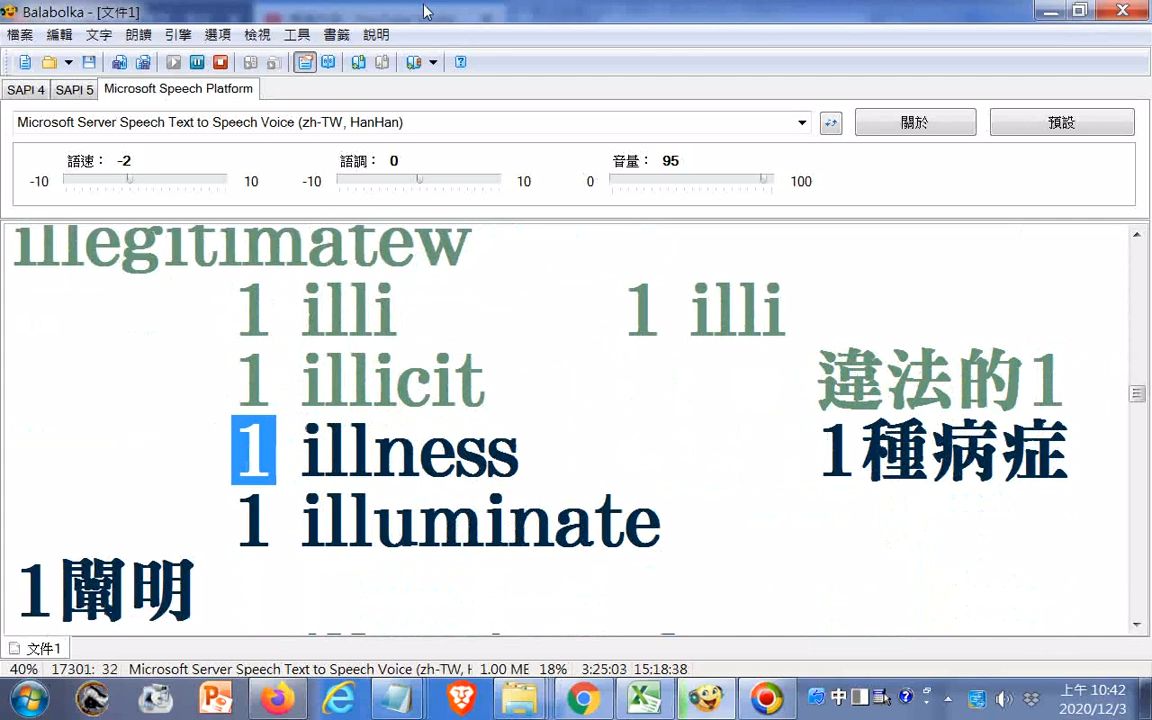 Balabolka - [文件1]
檔案 編輯 文字 朗讀 引擎 選項 檢視 工具 書籤 說明
SAPI 4 SAPI 5 Microsoft Speech Platform
Microsoft Server Speech Text to Speech Voice (zh-TW, HanHan) 關於 預設
語速： -2 語調： 0 音量： 95
-10 10 -10 10 0 100
illegitimatew
1 illi 1 illi
1 illicit 違法的1
1 illness 1種病症
1 illuminate
1闡明
文件1
40% 17301: 32 Microsoft Server Speech Text to Speech Voice (zh-TW, H 1.00 ME 18% 3:25:03 15:18:38
中 上午 10:42
2020/12/3